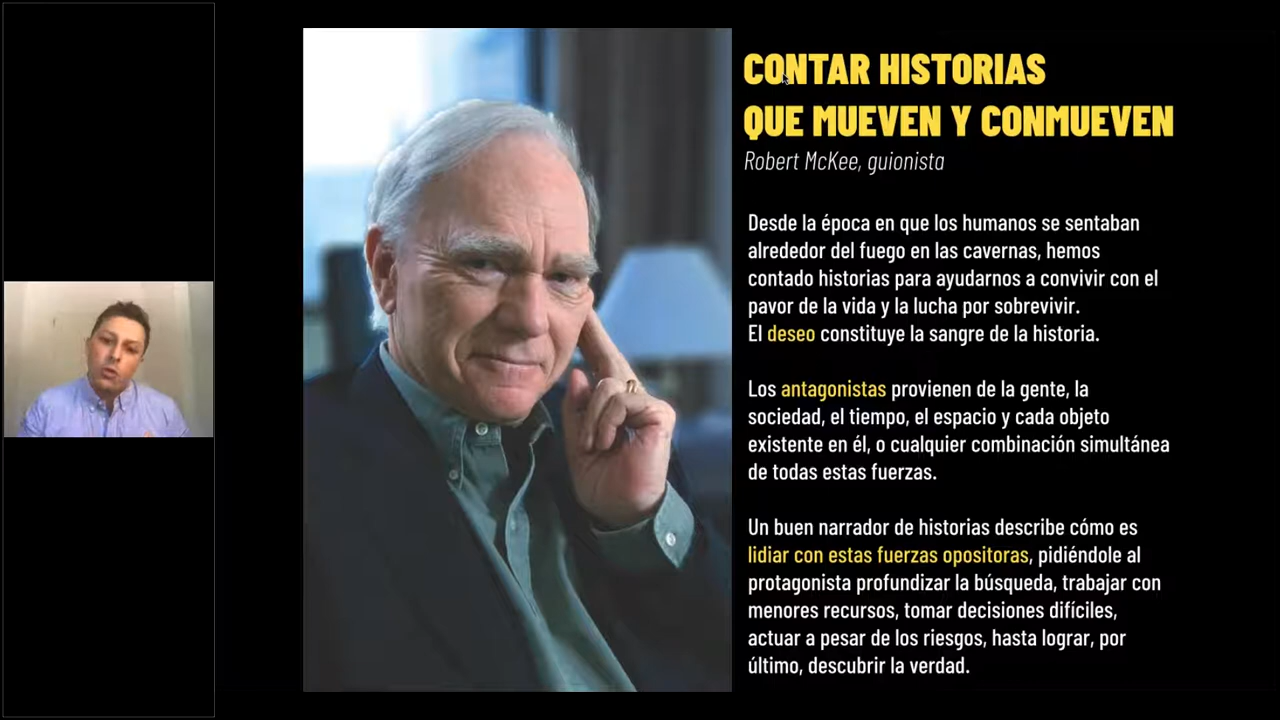 CONTAR HISTORIAS
QUE MUEVEN Y CONMUEVEN
Robert McKee, guionista
Desde la época en que los humanos se sentaban
alrededor del fuego en las cavernas, hemos
contado historias para ayudarnos a convivir con el
pavor de la vida y la lucha por sobrevivir.
El deseo constituye la sangre de la historia.
Los antagonistas provienen de la gente, la
sociedad, el tiempo, el espacio y cada objeto
existente en él, o cualquier combinación simultánea
de todas estas fuerzas.
Un buen narrador de historias describe cómo es
lidiar con estas fuerzas opositoras, pidiéndole al
protagonista profundizar la búsqueda, trabajar con
menores recursos, tomar decisiones difíciles,
actuar a pesar de los riesgos, hasta lograr, por
último, descubrir la verdad.